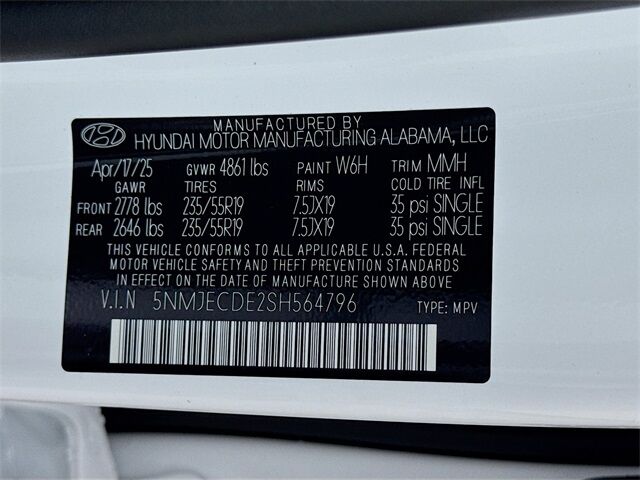 MANUFACTURED BY
HYUNDAI MOTOR MANUFACTURING ALABAMA, LLC
Apr/17/25 GVWR 4861 lbs PAINT W6H TRIM MMH
GAWR TIRES RIMS COLD TIRE INFL
FRONT 2778 lbs 235/55R19 7.5JX19 35 psi SINGLE
REAR 2646 lbs 235/55R19 7.5JX19 35 psi SINGLE
THIS VEHICLE CONFORMS TO ALL APPLICABLE U.S.A. FEDERAL
MOTOR VEHICLE SAFETY AND THEFT PREVENTION STANDARDS
IN EFFECT ON THE DATE OF MANUFACTURE SHOWN ABOVE
V.I.N 5NMJECDE2SH564796 TYPE: MPV